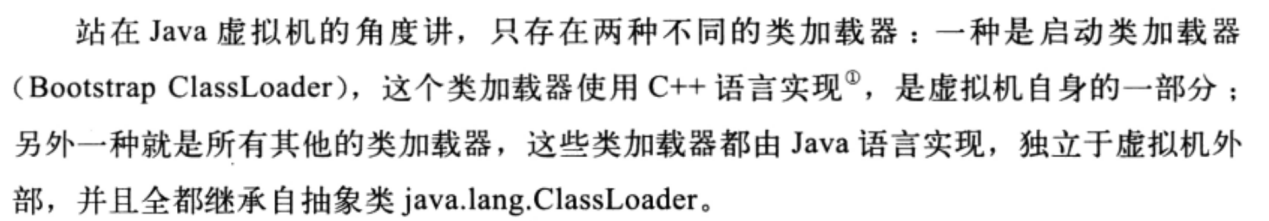 站在 Java 虚拟机的角度讲，只存在两种不同的类加载器：一种是启动类加载器
（Bootstrap ClassLoader），这个类加载器使用 C++ 语言实现①，是虚拟机自身的一部分；
另外一种就是所有其他的类加载器，这些类加载器都由 Java 语言实现，独立于虚拟机外
部，并且全都继承自抽象类 java.lang.ClassLoader。